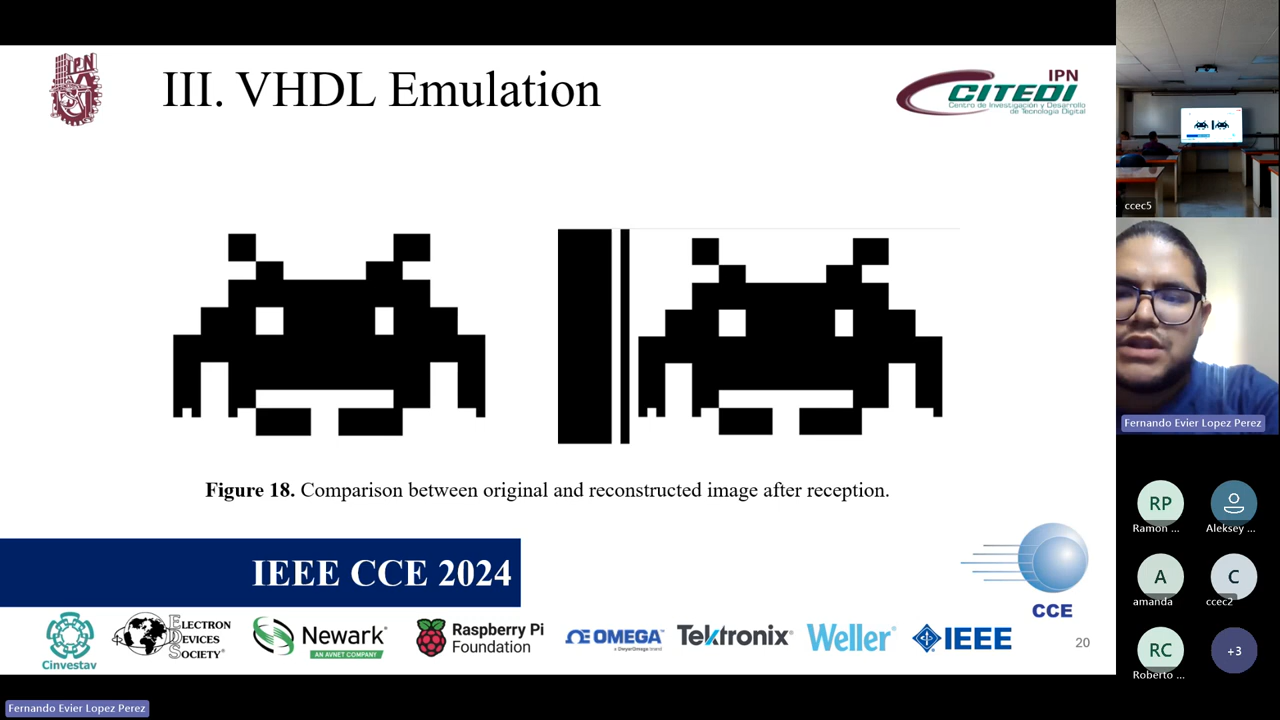 IPN
III. VHDL Emulation
IPN
CITEDI
Centro de Investigación y Desarrollo
de Tecnología Digital
ccec5
Fernando Evier Lopez Perez
Figure 18. Comparison between original and reconstructed image after reception.
RP
Ramon ...
Aleksey ...
IEEE CCE 2024
A
amanda
C
ccec2
CCE
Cinvestav
ELECTRON
DEVICES
SOCIETY®
Newark®
AN AVNET COMPANY
Raspberry Pi
Foundation
OMEGA™
Tektronix®
Weller®
IEEE
20
RC
Roberto ...
+3
Fernando Evier Lopez Perez